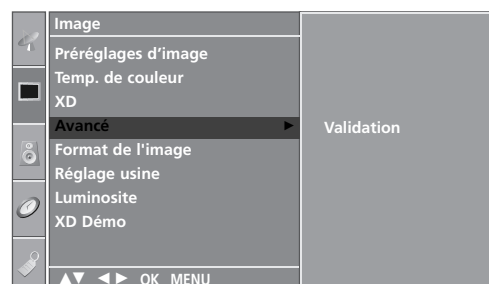 Image
Préréglages d’image
Temp. de couleur
XD
Avancé ►
Validation
Format de l'image
Réglage usine
Luminosite
XD Démo
▲▼ ◄► OK MENU